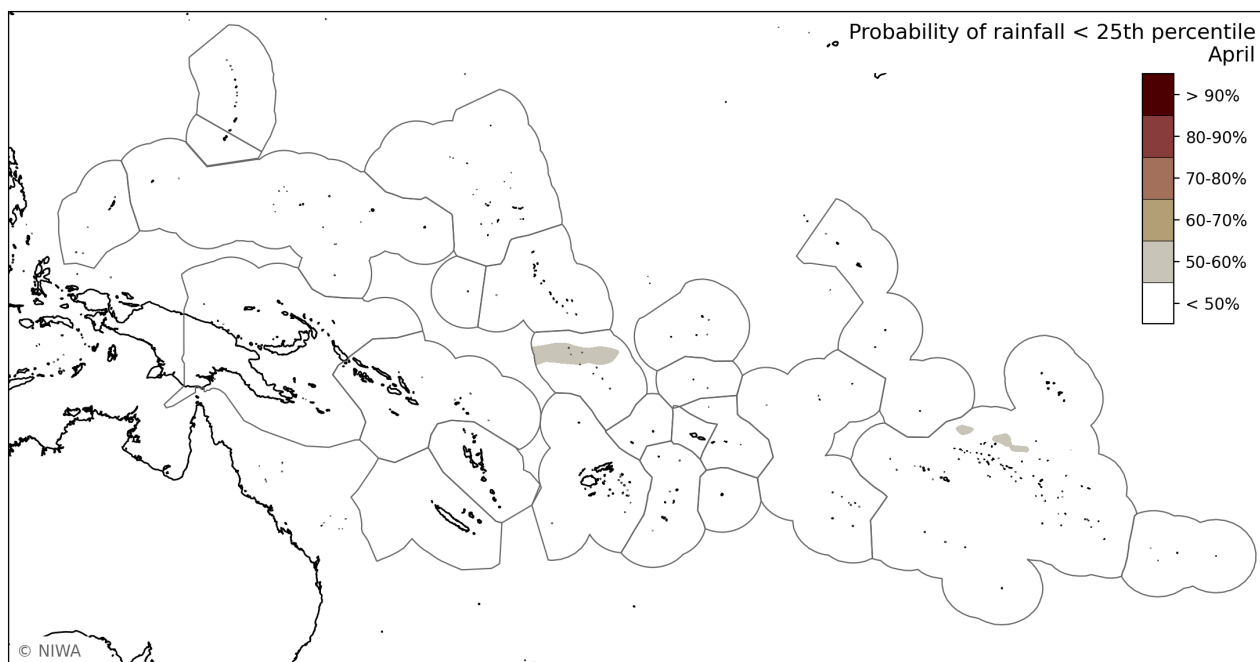 Probability of rainfall < 25th percentile
April
> 90%
80-90%
70-80%
60-70%
50-60%
< 50%
© NIWA